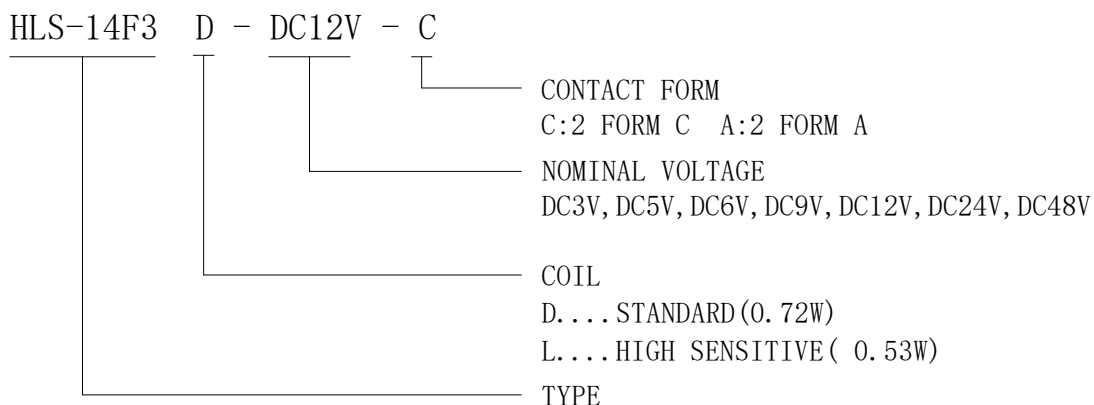 HLS-14F3 D - DC12V - C
CONTACT FORM
C:2 FORM C A:2 FORM A
NOMINAL VOLTAGE
DC3V,DC5V,DC6V,DC9V,DC12V,DC24V,DC48V
COIL
D....STANDARD(0.72W)
L....HIGH SENSITIVE( 0.53W)
TYPE